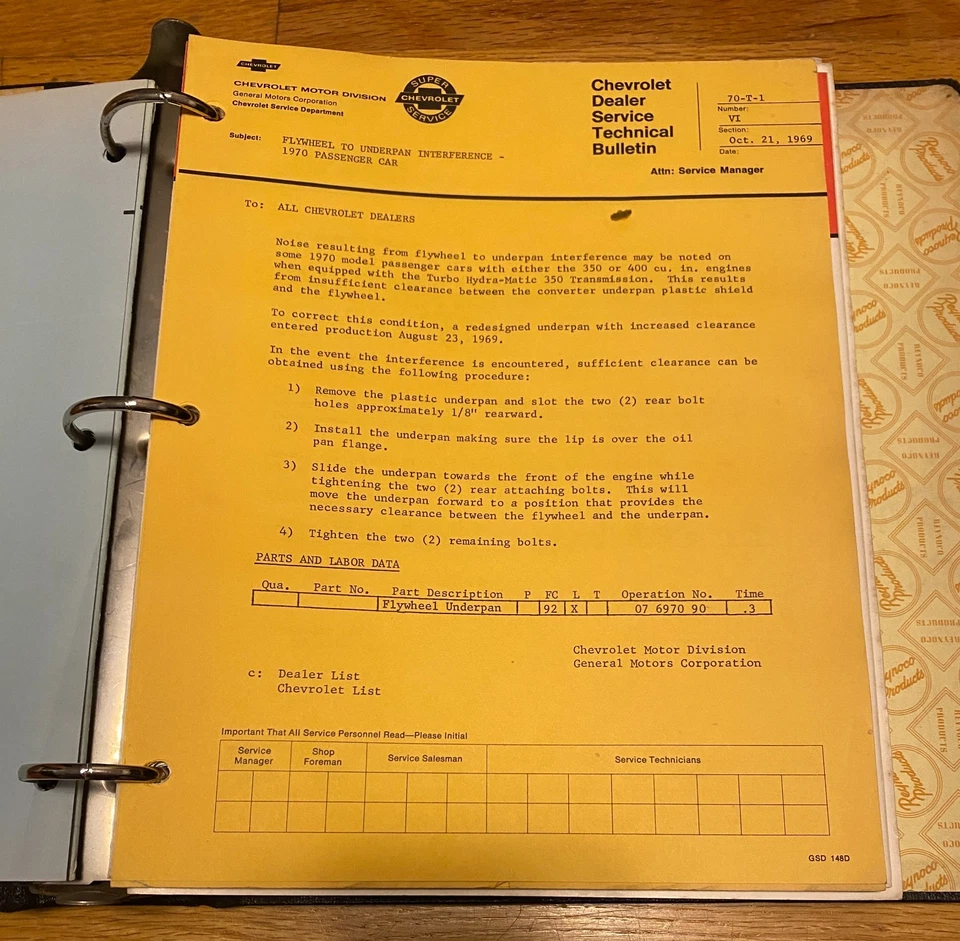 CHEVROLET
CHEVROLET MOTOR DIVISION
General Motors Corporation
Chevrolet Service Department
SUPER
CHEVROLET
SERVICE
Chevrolet
Dealer
Service
Technical
Bulletin
70-T-1
Number:
VI
Section:
Oct. 21, 1969
Date:
Subject: FLYWHEEL TO UNDERPAN INTERFERENCE -
1970 PASSENGER CAR
Attn: Service Manager
To: ALL CHEVROLET DEALERS
Noise resulting from flywheel to underpan interference may be noted on
some 1970 model passenger cars with either the 350 or 400 cu. in. engines
when equipped with the Turbo Hydra-Matic 350 Transmission. This results
from insufficient clearance between the converter underpan plastic shield
and the flywheel.
To correct this condition, a redesigned underpan with increased clearance
entered production August 23, 1969.
In the event the interference is encountered, sufficient clearance can be
obtained using the following procedure:
1) Remove the plastic underpan and slot the two (2) rear bolt
holes approximately 1/8" rearward.
2) Install the underpan making sure the lip is over the oil
pan flange.
3) Slide the underpan towards the front of the engine while
tightening the two (2) rear attaching bolts. This will
move the underpan forward to a position that provides the
necessary clearance between the flywheel and the underpan.
4) Tighten the two (2) remaining bolts.
PARTS AND LABOR DATA
Qua. Part No. Part Description P FC L T Operation No. Time
Flywheel Underpan 92 X 07 6970 90 .3
Chevrolet Motor Division
General Motors Corporation
c: Dealer List
Chevrolet List
Important That All Service Personnel Read—Please Initial
Service Manager
Shop Foreman
Service Salesman
Service Technicians
GSD 148D
Reynoco
Products
REYNOCO
PRODUCTS